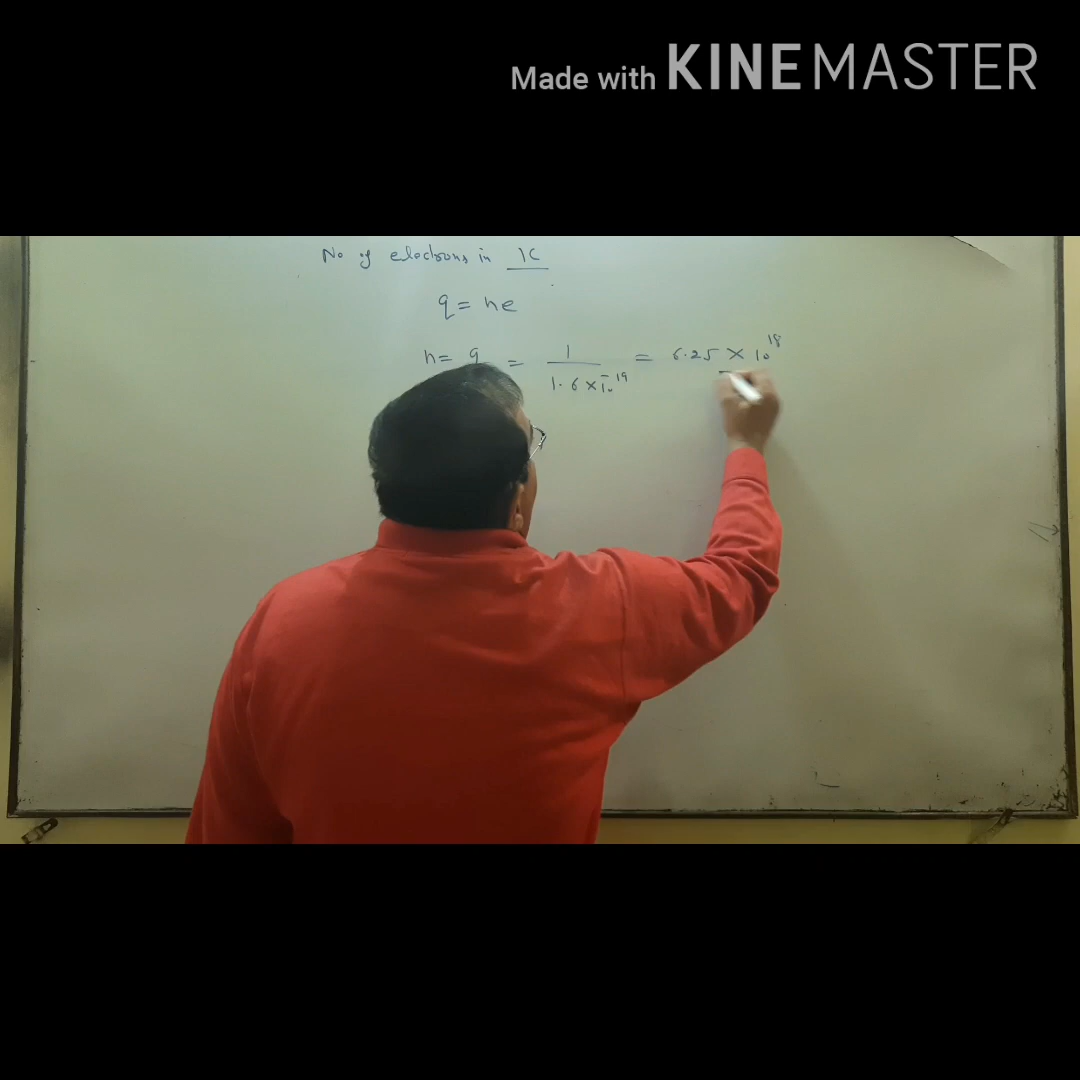 Made with KINEMASTER
No of electrons in 1C
q = ne
n = q = 1 / 1.6 × 10⁻¹⁹ = 6.25 × 10¹⁸